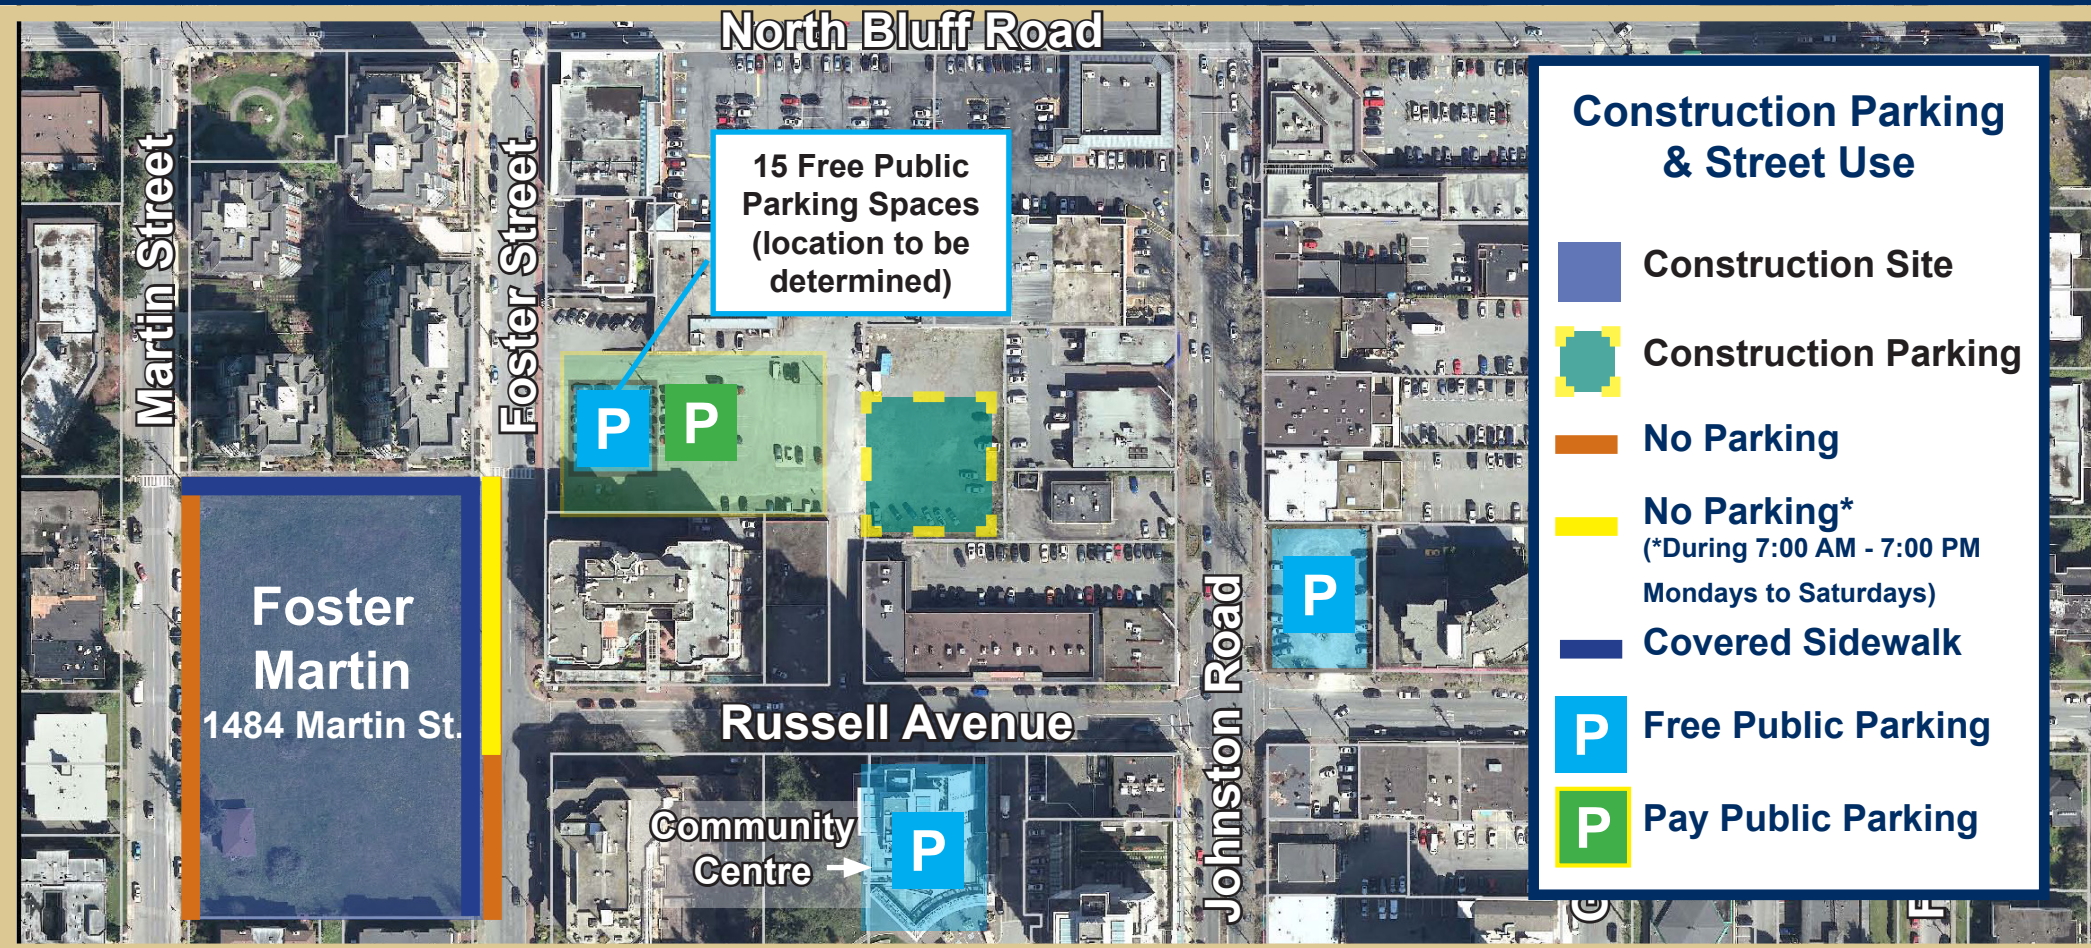 North Bluff Road
Martin Street
Foster Street
15 Free Public
Parking Spaces
(location to be
determined)
P
P
Foster
Martin
1484 Martin St.
Russell Avenue
Johnston Road
P
Community
Centre
P
Construction Parking
& Street Use
Construction Site
Construction Parking
No Parking
No Parking*
(*During 7:00 AM - 7:00 PM
Mondays to Saturdays)
Covered Sidewalk
P Free Public Parking
P Pay Public Parking